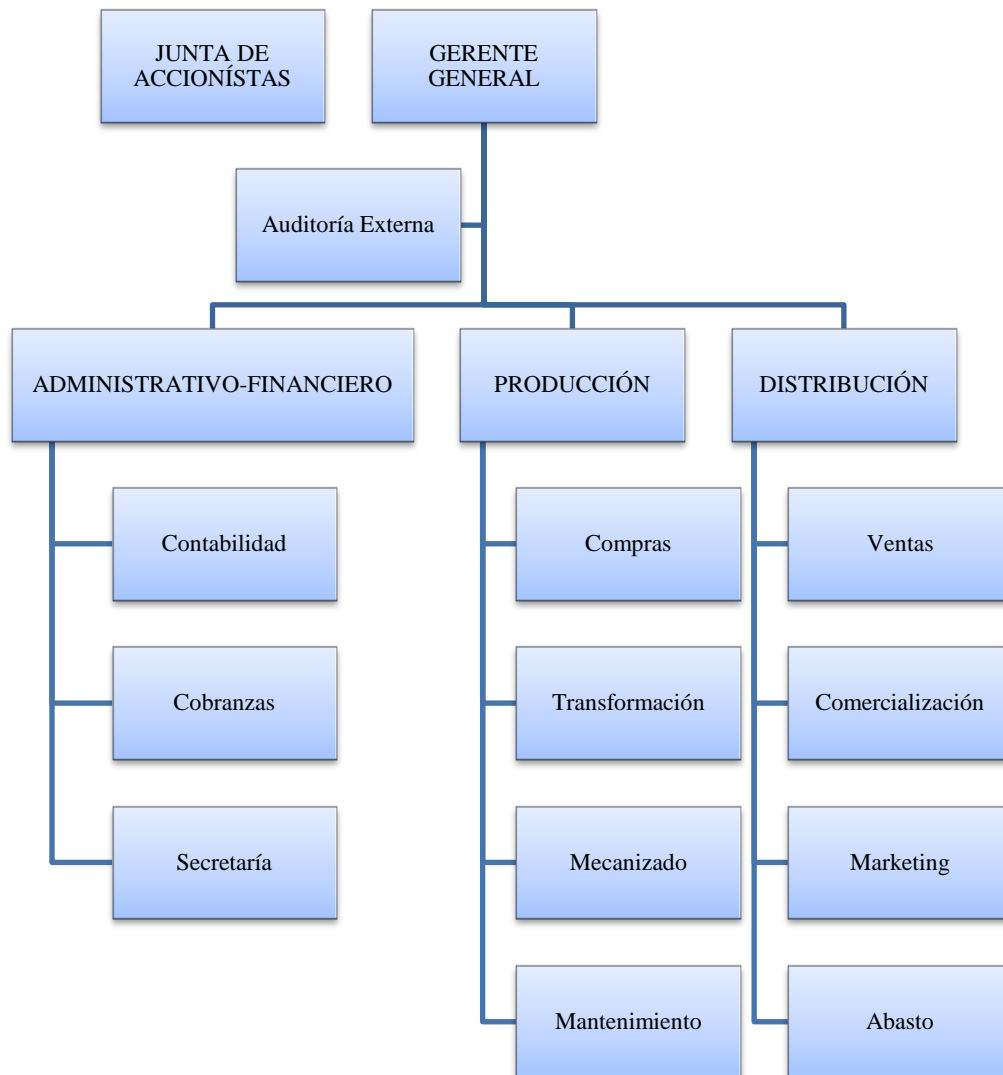 JUNTA DE
ACCIONÍSTAS
GERENTE
GENERAL
Auditoría Externa
ADMINISTRATIVO-FINANCIERO
PRODUCCIÓN
DISTRIBUCIÓN
Contabilidad
Compras
Ventas
Cobranzas
Transformación
Comercialización
Secretaría
Mecanizado
Marketing
Mantenimiento
Abasto